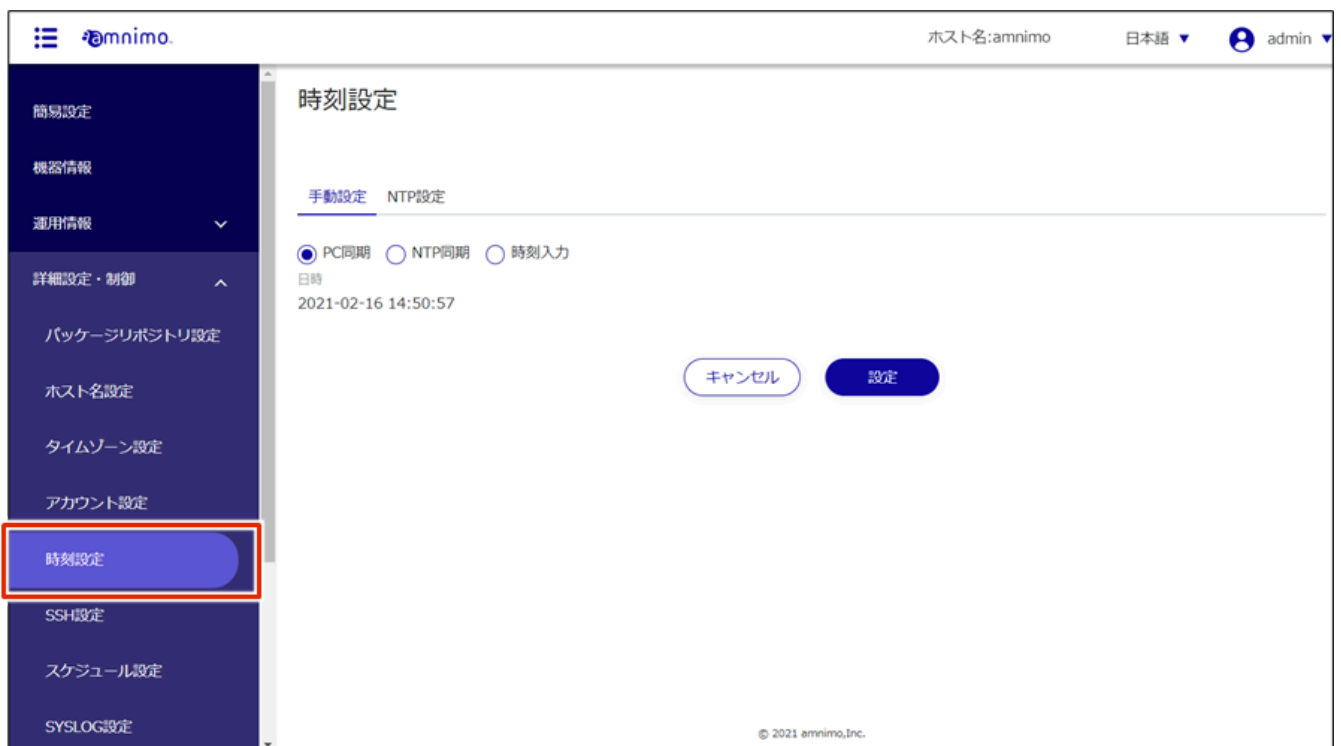 amnimo.
ホスト名:amnimo
日本語 ▼
admin ▼
簡易設定
機器情報
運用情報
詳細設定・制御
パッケージリポジトリ設定
ホスト名設定
タイムゾーン設定
アカウント設定
時刻設定
SSH設定
スケジュール設定
SYSLOG設定
時刻設定
手動設定 NTP設定
PC同期 NTP同期 時刻入力
日時
2021-02-16 14:50:57
キャンセル 設定
© 2021 amnimo,Inc.